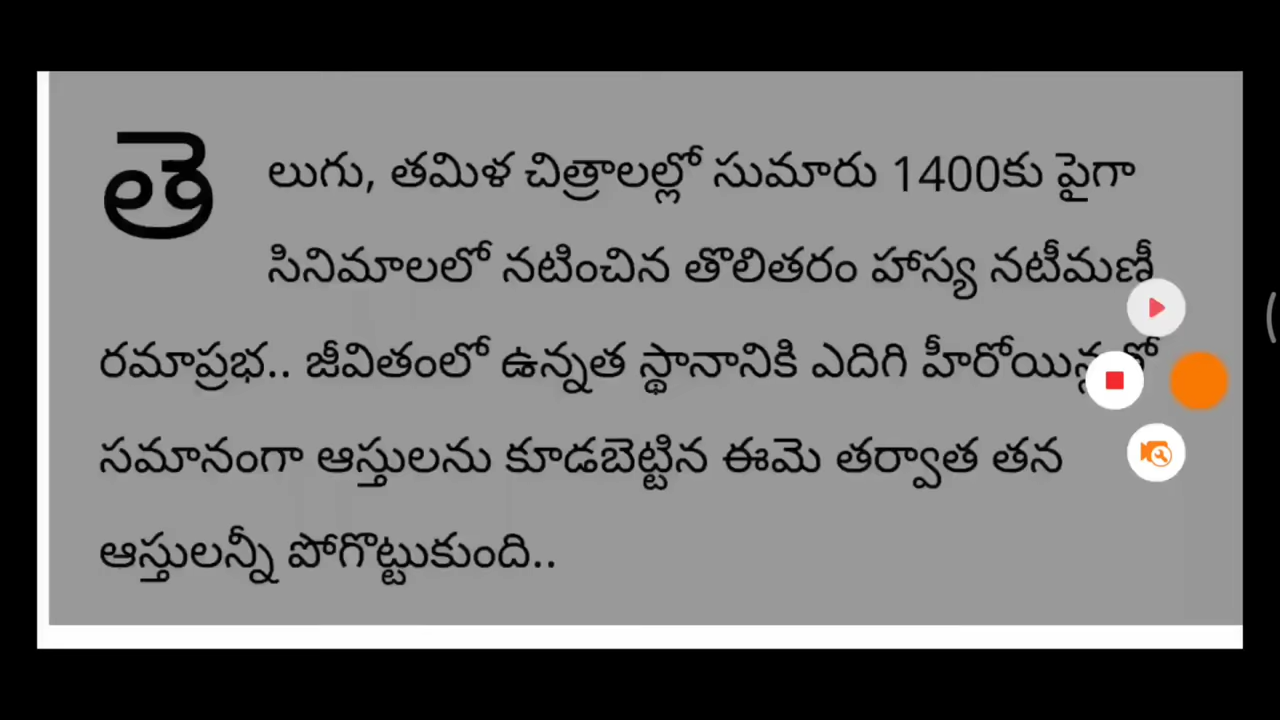 తెలుగు, తమిళ చిత్రాలల్లో సుమారు 1400కు పైగా
సినిమాలలో నటించిన తొలితరం హాస్య నటీమణి
రమాప్రభ.. జీవితంలో ఉన్నత స్థానానికి ఎదిగి
సమానంగా ఆస్తులను కూడబెట్టిన ఈమె తర్వాత తన
ఆస్తులన్నీ పోగొట్టుకుంది..